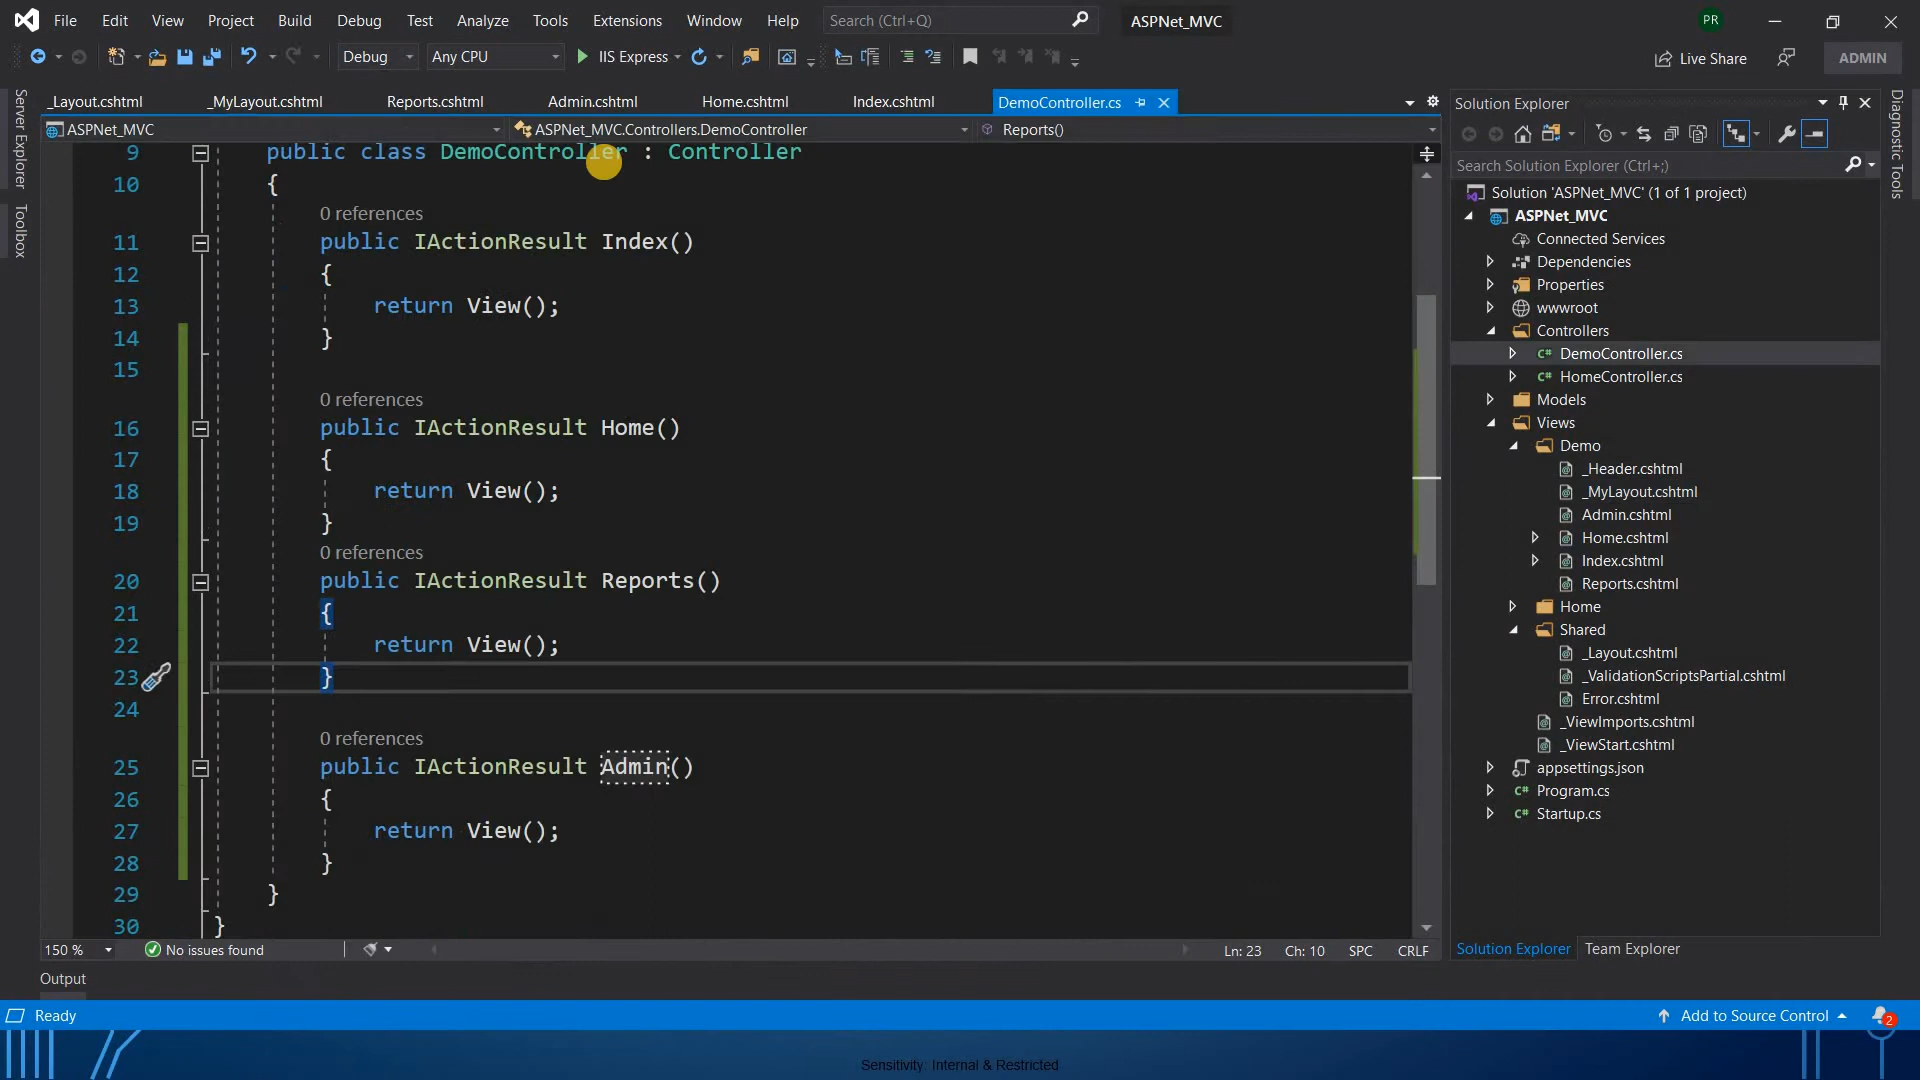 File Edit View Project Build Debug Test Analyze Tools Extensions Window Help Search (Ctrl+Q) ASPNet_MVC PR
Debug Any CPU IIS Express Live Share ADMIN
_Layout.cshtml _MyLayout.cshtml Reports.cshtml Admin.cshtml Home.cshtml Index.cshtml DemoController.cs
ASPNet_MVC ASPNet_MVC.Controllers.DemoController Reports()
Server Explorer
Toolbox
9 public class DemoController : Controller
10 {
0 references
11 public IActionResult Index()
12 {
13 return View();
14 }
15
0 references
16 public IActionResult Home()
17 {
18 return View();
19 }
0 references
20 public IActionResult Reports()
21 {
22 return View();
23 }
24
0 references
25 public IActionResult Admin()
26 {
27 return View();
28 }
29 }
30 }
150 % No issues found Ln: 23 Ch: 10 SPC CRLF
Output
Solution Explorer
Search Solution Explorer (Ctrl+;)
Solution 'ASPNet_MVC' (1 of 1 project)
ASPNet_MVC
Connected Services
Dependencies
Properties
wwwroot
Controllers
C# DemoController.cs
C# HomeController.cs
Models
Views
Demo
_Header.cshtml
_MyLayout.cshtml
Admin.cshtml
Home.cshtml
Index.cshtml
Reports.cshtml
Home
Shared
_Layout.cshtml
_ValidationScriptsPartial.cshtml
Error.cshtml
_ViewImports.cshtml
_ViewStart.cshtml
appsettings.json
C# Program.cs
C# Startup.cs
Solution Explorer Team Explorer
Diagnostic Tools
Ready Add to Source Control 2
Sensitivity: Internal & Restricted